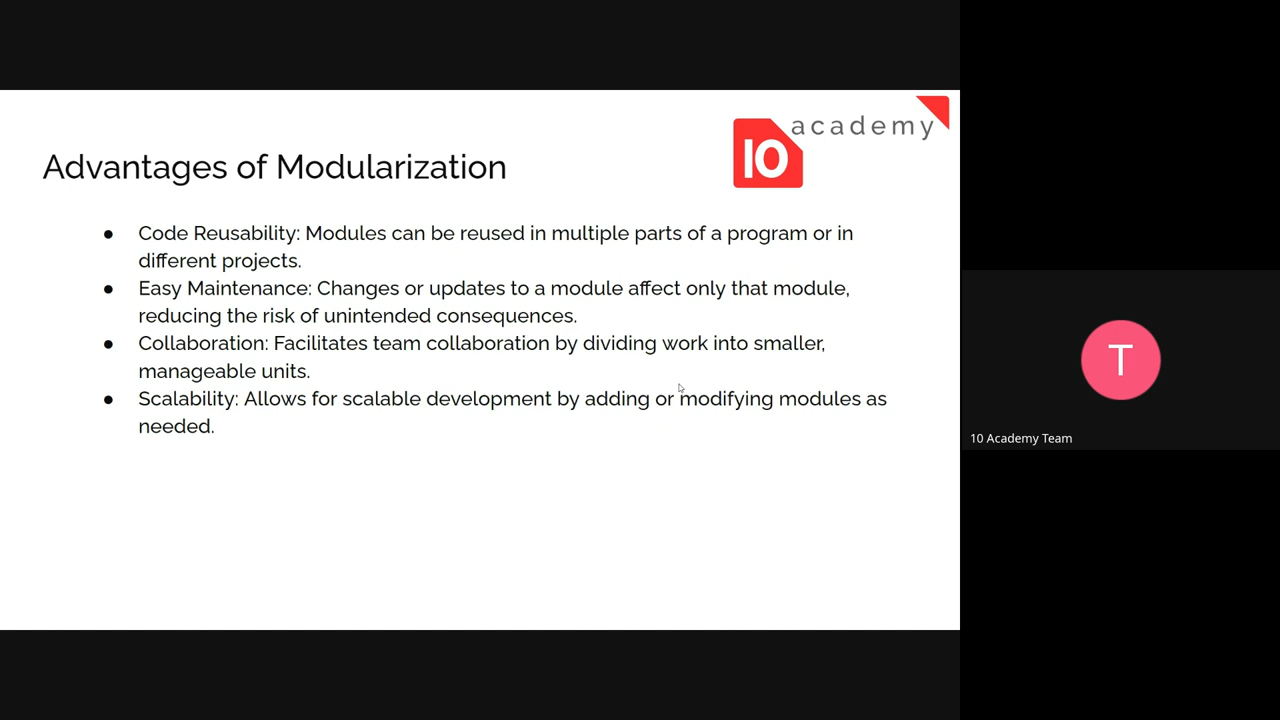 10 academy
Advantages of Modularization
● Code Reusability: Modules can be reused in multiple parts of a program or in
different projects.
● Easy Maintenance: Changes or updates to a module affect only that module,
reducing the risk of unintended consequences.
● Collaboration: Facilitates team collaboration by dividing work into smaller,
manageable units.
● Scalability: Allows for scalable development by adding or modifying modules as
needed.
T
10 Academy Team